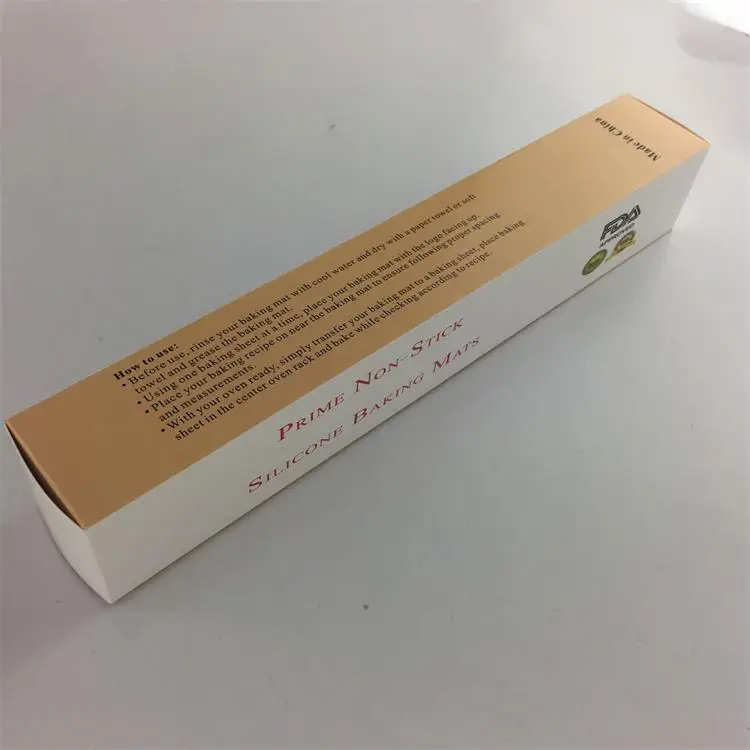 Made in China
How to use:
• Before use, rinse your baking mat with cool water and dry with a paper towel or soft
towel and grease the baking mat.
• Using one baking sheet at a time, place your baking mat with the logo facing up.
• Place your baking recipe on near the baking mat to ensure following proper spacing
and measurements.
• With your oven ready, simply transfer your baking mat to a baking sheet, place baking
sheet in the center oven rack and bake while checking according to recipe.
PRIME NON-STICK
SILICONE BAKING MATS
FDA
APPROVED